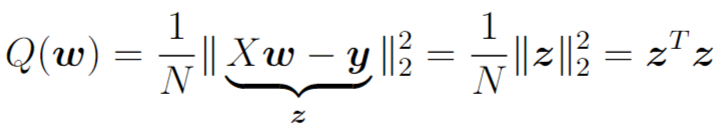 Q(w) = 1/N ‖ Xw − y ‖₂² = 1/N ‖z‖₂² = zᵀz
z